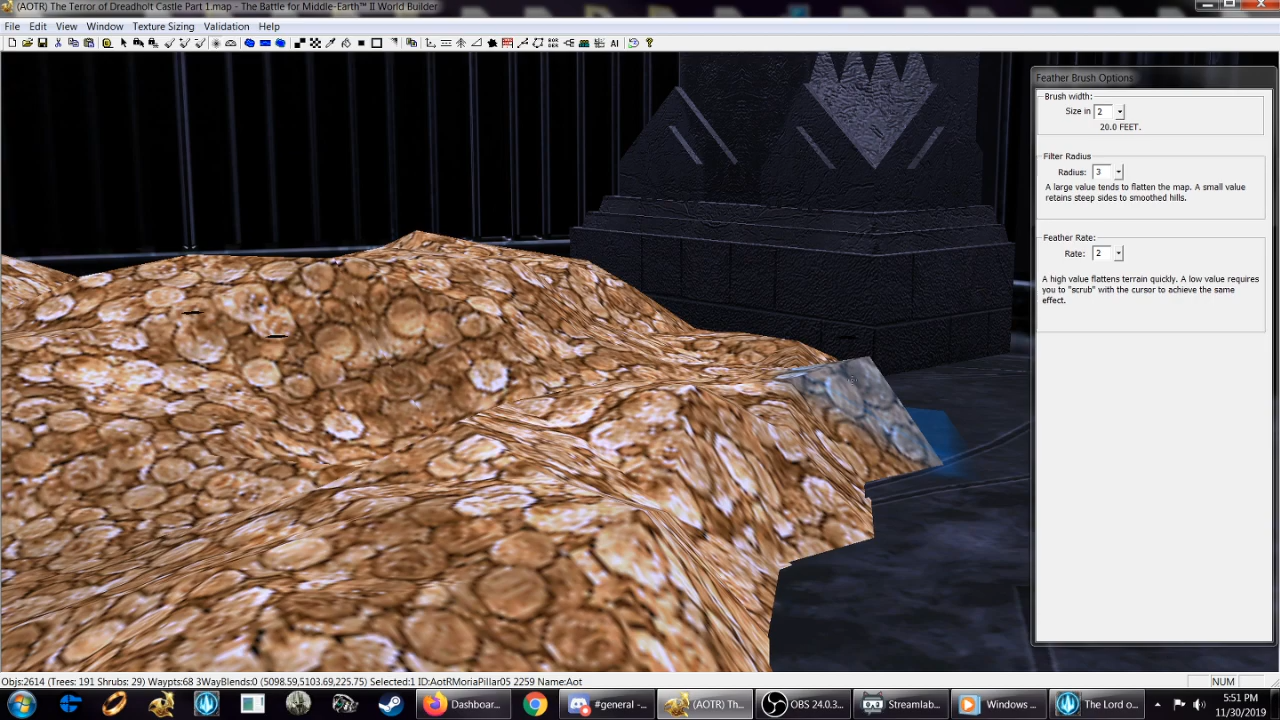 (AOTR) The Terror of Dreadholt Castle Part 1.map - The Battle for Middle-Earth™ II World Builder
File Edit View Window Texture Sizing Validation Help
AI
Feather Brush Options
Brush width:
Size in 2
20.0 FEET.
Filter Radius
Radius: 3
A large value tends to flatten the map. A small value
retains steep sides to smoothed hills.
Feather Rate:
Rate: 2
A high value flattens terrain quickly. A low value requires
you to "scrub" with the cursor to achieve the same
effect.
Objs:2614 (Trees: 191 Shrubs: 29) Waypts:68 3WayBlends:0 (5098.59,5103.69,225.75) Selected:1 ID:AotRMoriaPillar05 2259 Name:Aot
NUM
Dashboar... #general -... (AOTR) Th... OBS 24.0.3... Streamlab... Windows ... The Lord o...
5:51 PM
11/30/2019